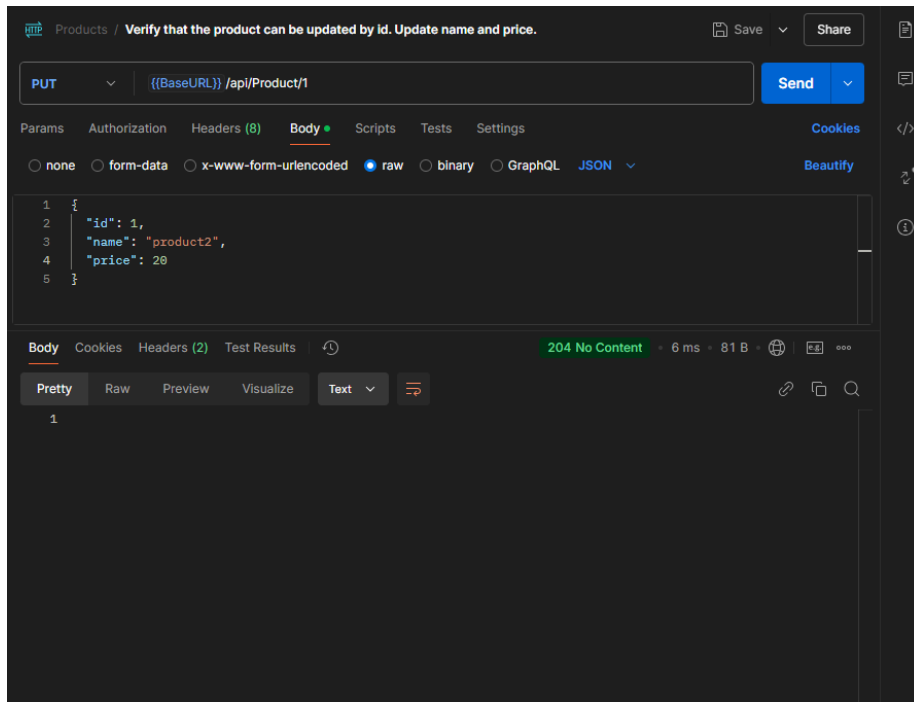 HTTP Products / Verify that the product can be updated by id. Update name and price. Save Share
PUT {{BaseURL}} /api/Product/1 Send
Params Authorization Headers (8) Body Scripts Tests Settings Cookies
none form-data x-www-form-urlencoded raw binary GraphQL JSON Beautify
1 {
2 "id": 1,
3 "name": "product2",
4 "price": 20
5 }
Body Cookies Headers (2) Test Results 204 No Content 6 ms 81 B e.g.
Pretty Raw Preview Visualize Text
1